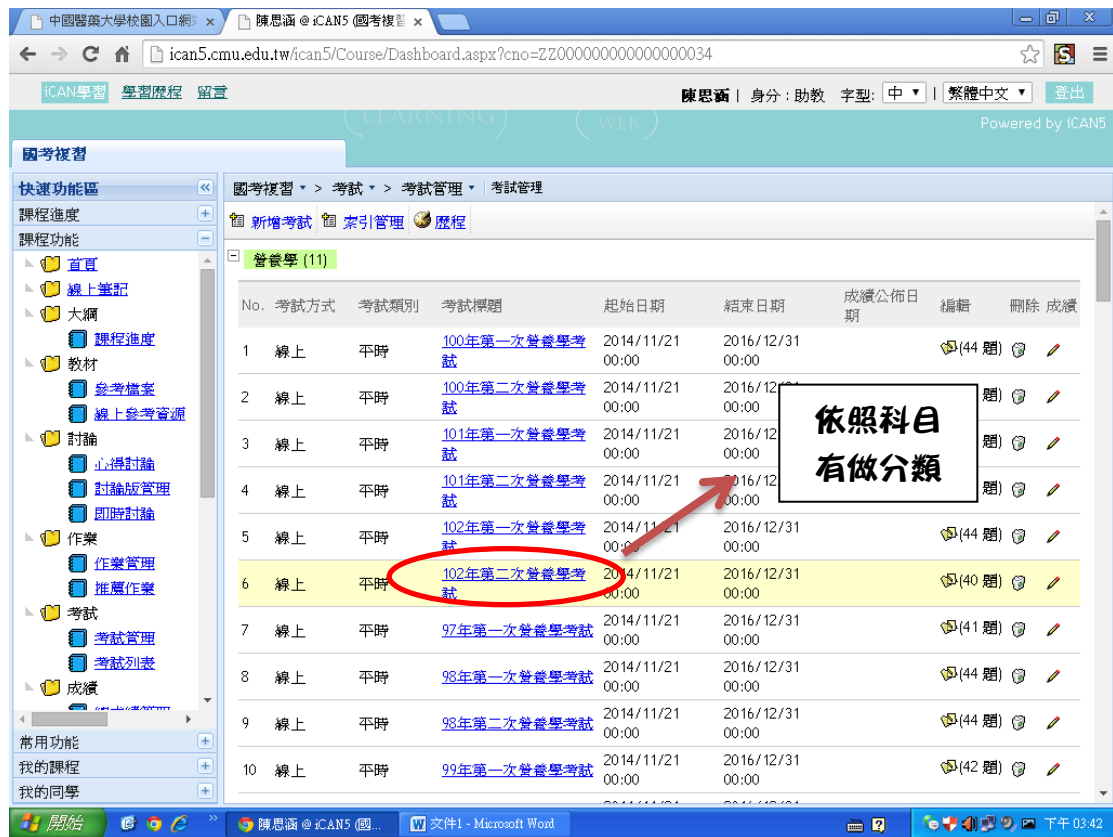 中國醫藥大學校園入口網
陳思涵 @ iCAN5 (國考複習
ican5.cmu.edu.tw/ican5/Course/Dashboard.aspx?cno=ZZ000000000000000034
iCAN學習 學習歷程 留言
陳思涵 | 身分 : 助教 字型: 中 | 繁體中文 登出
LEARNING WEB
Powered by iCAN5
國考複習
快速功能區
課程進度
課程功能
首頁
線上筆記
大綱
課程進度
教材
參考檔案
線上參考資源
討論
心得討論
討論版管理
即時討論
作業
作業管理
推薦作業
考試
考試管理
考試列表
成績
常用功能
我的課程
我的同學
國考複習 > 考試 > 考試管理 考試管理
新增考試 索引管理 歷程
營養學 (11)
No. 考試方式 考試類別 考試標題 起始日期 結束日期 成績公佈日期 編輯 刪除 成績
1 線上 平時 100年第一次營養學考試 2014/11/21 00:00 2016/12/31 00:00 (44 題)
2 線上 平時 100年第二次營養學考試 2014/11/21 00:00 2016/12 00:00 題)
3 線上 平時 101年第一次營養學考試 2014/11/21 00:00 2016/12 00:00 題)
4 線上 平時 101年第二次營養學考試 2014/11/21 00:00 2016/12 00:00 題)
5 線上 平時 102年第一次營養學考試 2014/11/21 00:00 2016/12/31 00:00 (44 題)
6 線上 平時 102年第二次營養學考試 2014/11/21 00:00 2016/12/31 00:00 (40 題)
7 線上 平時 97年第一次營養學考試 2014/11/21 00:00 2016/12/31 00:00 (41 題)
8 線上 平時 98年第一次營養學考試 2014/11/21 00:00 2016/12/31 00:00 (44 題)
9 線上 平時 98年第二次營養學考試 2014/11/21 00:00 2016/12/31 00:00 (44 題)
10 線上 平時 99年第一次營養學考試 2014/11/21 00:00 2016/12/31 00:00 (42 題)
依照科目
有做分類
開始 陳思涵 @ iCAN5 (國... 文件1 - Microsoft Word 下午 03:42